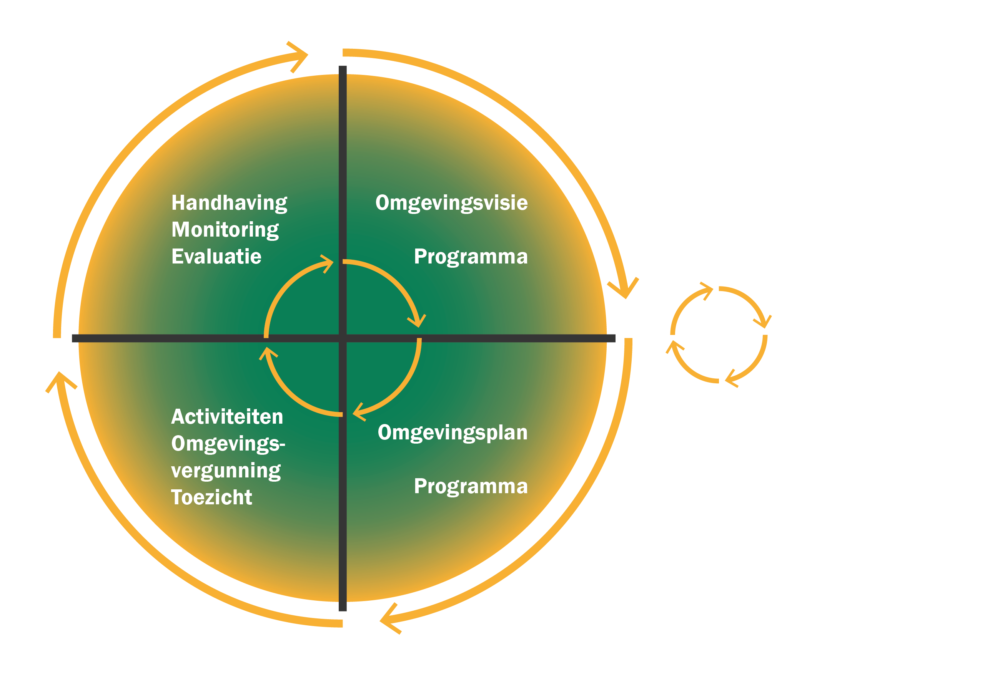 Handhaving
Monitoring
Evaluatie
Omgevingsvisie
Programma
Activiteiten
Omgevings-
vergunning
Toezicht
Omgevingsplan
Programma